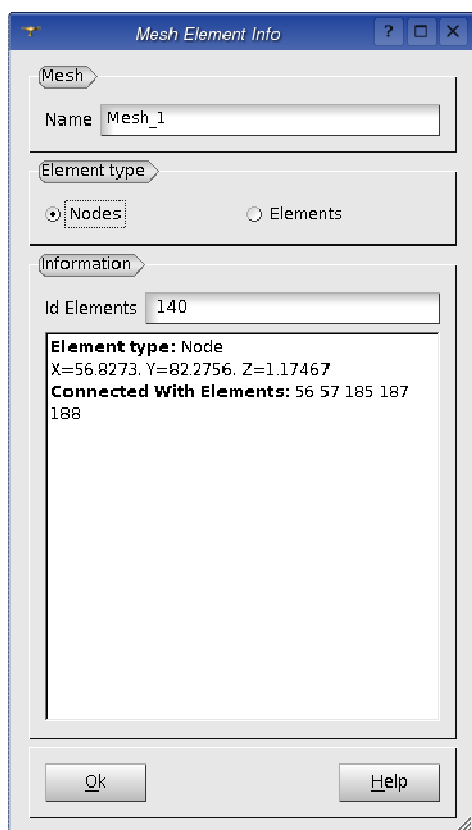 Mesh Element Info
Mesh
Name Mesh_1
Element type
Nodes Elements
Information
Id Elements 140
Element type: Node
X=56.8273. Y=82.2756. Z=1.17467
Connected With Elements: 56 57 185 187
188
Ok Help